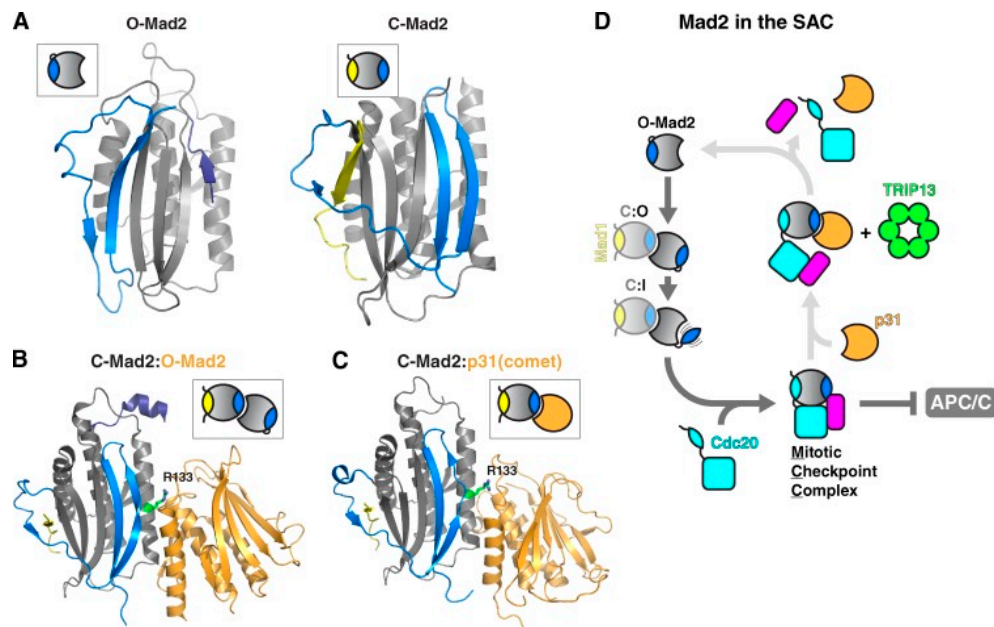 A
O-Mad2
C-Mad2
B
C-Mad2:O-Mad2
R133
C
C-Mad2:p31(comet)
R133
D
Mad2 in the SAC
O-Mad2
C:O
Mad1
C:I
Cdc20
Mitotic
Checkpoint
Complex
APC/C
p31
+
TRIP13